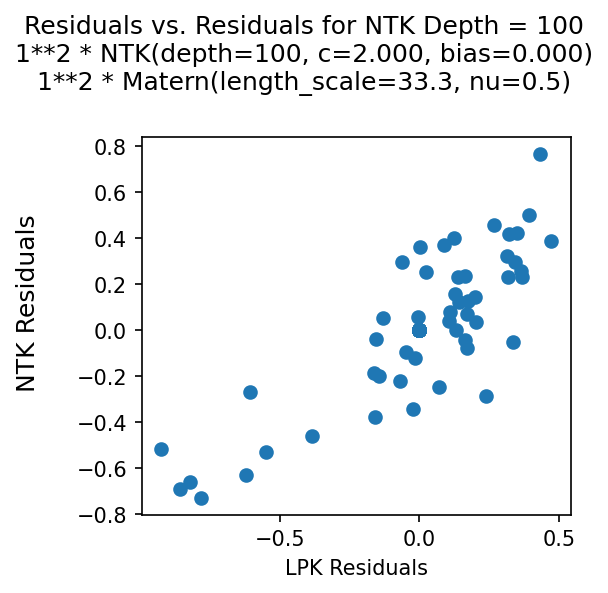 Residuals vs. Residuals for NTK Depth = 100
1**2 * NTK(depth=100, c=2.000, bias=0.000)
1**2 * Matern(length_scale=33.3, nu=0.5)
0.8
0.6
0.4
0.2
0.0
−0.2
−0.4
−0.6
−0.8
NTK Residuals
−0.5
0.0
0.5
LPK Residuals